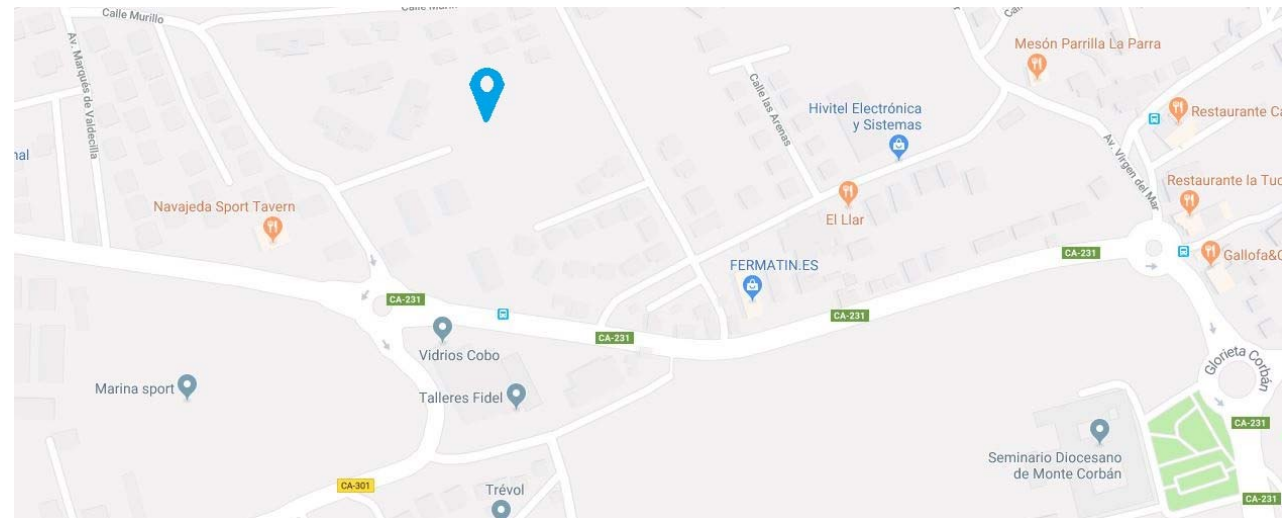 Calle Murillo
Av. Marqués de Valdecilla
Mesón Parrilla La Parra
Calle las Arenas
Hivitel Electrónica
y Sistemas
Restaurante Ca
Av. Virgen del Mar
nal
Restaurante la Tuc
Navajeda Sport Tavern
El Llar
FERMATIN.ES
CA-231
Gallofa&C
CA-231
CA-231
CA-231
Vidrios Cobo
Glorieta Corbán
Marina sport
Talleres Fidel
CA-231
Seminario Diocesano
de Monte Corbán
CA-301
Trévol
CA-231